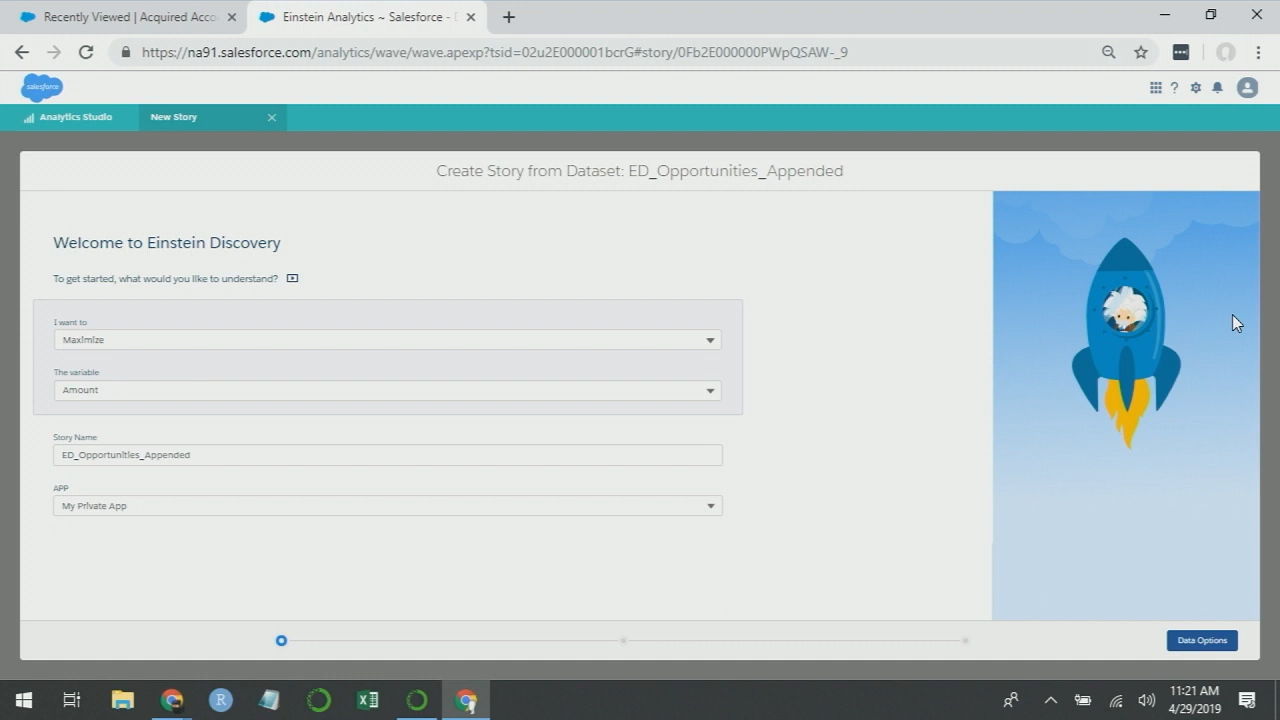 Recently Viewed | Acquired Acco
Einstein Analytics ~ Salesforce -
https://na91.salesforce.com/analytics/wave/wave.apexp?tsid=02u2E000001bcrG#story/0Fb2E000000PWpQSAW-_9
salesforce
Analytics Studio
New Story
Create Story from Dataset: ED_Opportunities_Appended
Welcome to Einstein Discovery
To get started, what would you like to understand?
I want to
Maximize
The variable
Amount
Story Name
ED_Opportunities_Appended
APP
My Private App
Data Options
R
11:21 AM
4/29/2019